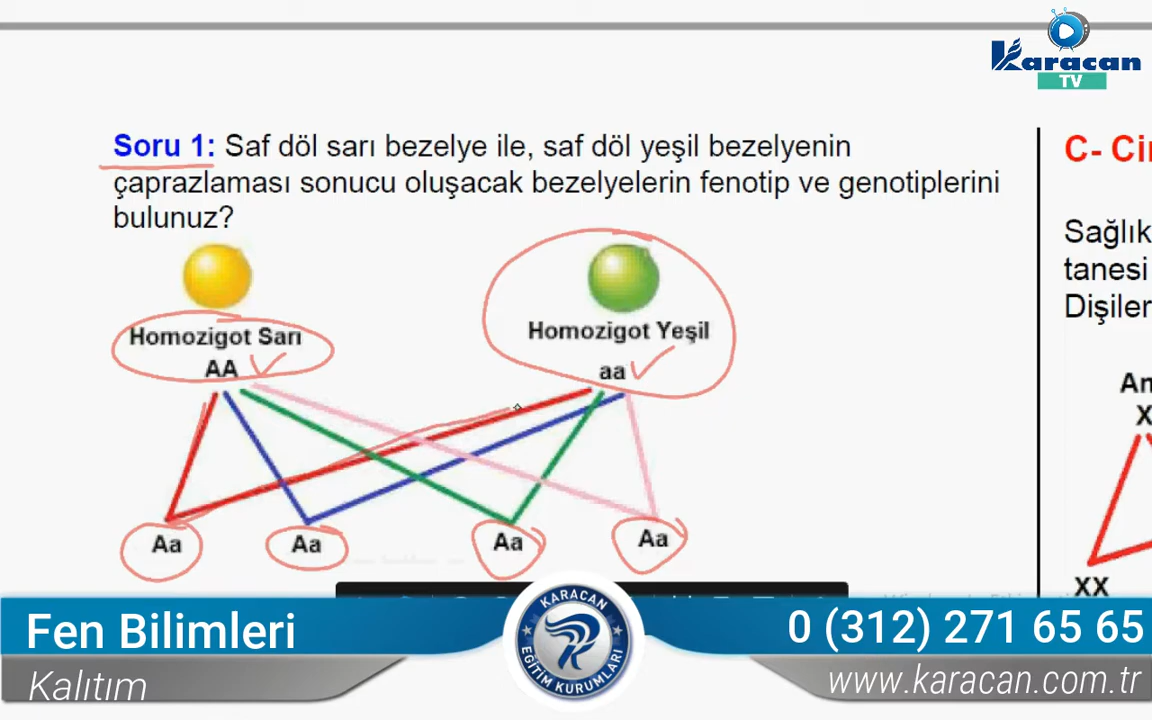 Karacan
TV
Soru 1: Saf döl sarı bezelye ile, saf döl yeşil bezelyenin
çaprazlaması sonucu oluşacak bezelyelerin fenotip ve genotiplerini
bulunuz?
Homozigot Sarı
AA
Homozigot Yeşil
aa
Aa
Aa
Aa
Aa
C- Ci
Sağlık
tanesi
Dişiler
An
X
XX
Fen Bilimleri
Kalıtım
KARACAN
EĞİTİM KURUMLARI
0 (312) 271 65 65
www.karacan.com.tr